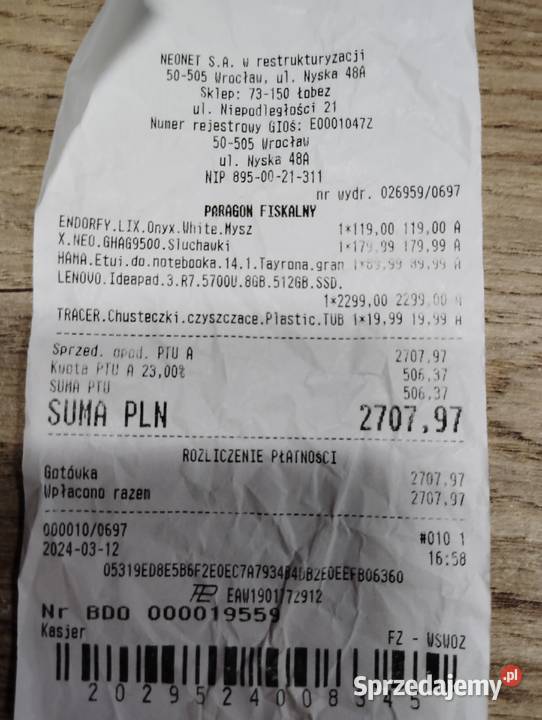 NEONET S.A. w restrukturyzacji
50-505 Wrocław, ul. Nyska 48A
Sklep: 73-150 Łobez
ul. Niepodległości 21
Numer rejestrowy GIOŚ: E0001047Z
50-505 Wrocław
ul. Nyska 48A
NIP 895-00-21-311
nr wydr. 026959/0697
PARAGON FISKALNY
ENDORFY.LIX.Onyx.White.Mysz 1*119,00 119,00 A
X.NEO.GHAG9500.Słuchawki 1*179,99 179,99 A
HAMA.Etui.do.notebooka.14.1.Tayrona.gran 89,99 A
LENOVO.Ideapad.3.R7.5700U.8GB.512GB.SSD.
1*2299,00 2299,00 A
TRACER.Chusteczki.czyszczace.Plastic.TUB 1*19,99 19,99 A
Sprzed. opod. PTU A 2707,97
Kwota PTU A 23,00% 506,37
SUMA PTU 506,37
SUMA PLN 2707,97
ROZLICZENIE PŁATNOŚCI
Gotówka 2707,97
Wpłacono razem 2707,97
000010/0697 #010 1
2024-03-12 16:58
EAW1901772912
Nr BDO 000019559
Kasjer FZ - WSWOZ
2029524008345
Sprzedajemy.pl